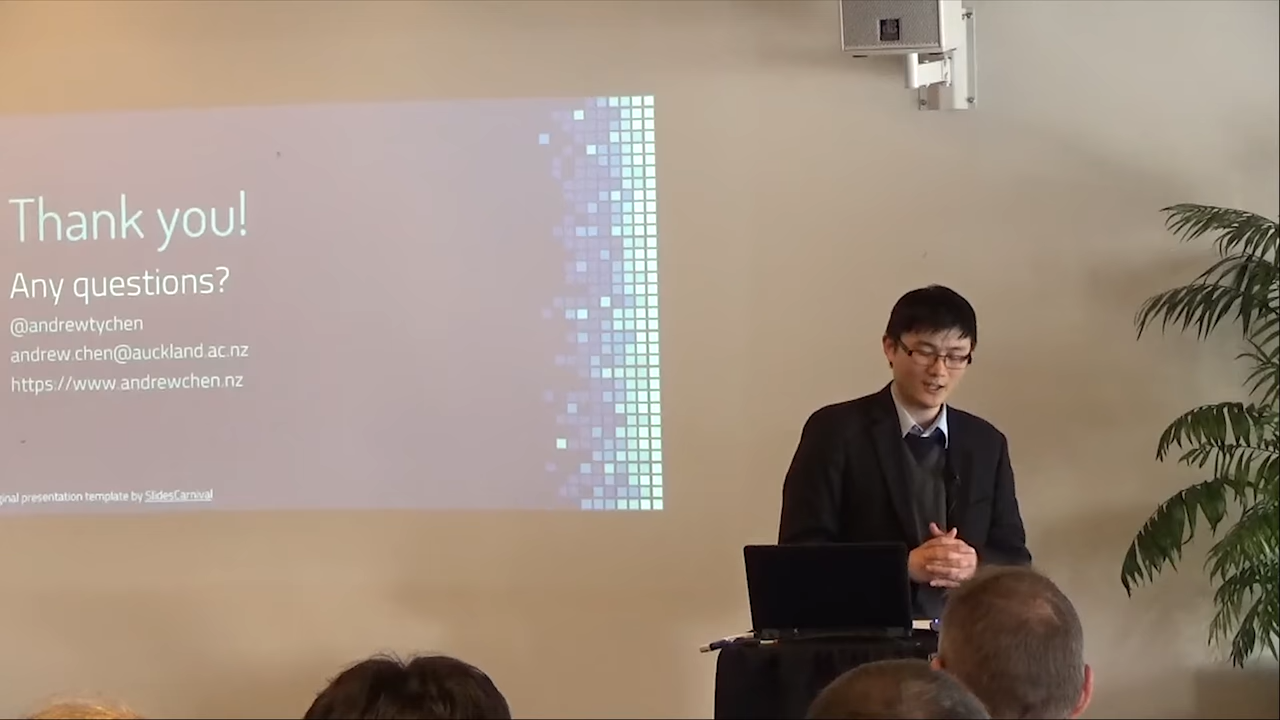 Thank you!
Any questions?
@andrewtychen
andrew.chen@auckland.ac.nz
https://www.andrewchen.nz
presentation template by SlidesCarnival